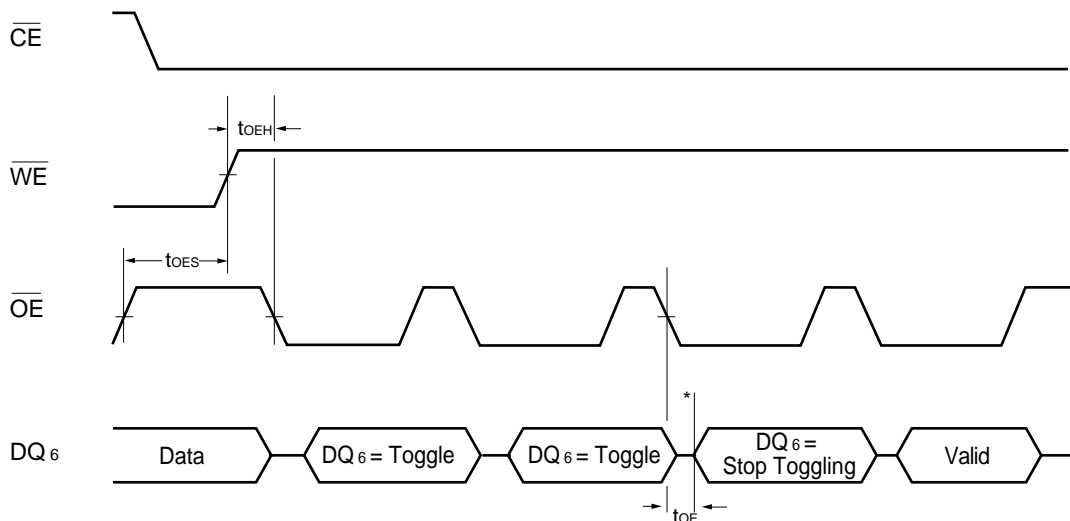 CE
tOEH
WE
tOES
OE
*
DQ6
Data
DQ6 = Toggle
DQ6 = Toggle
DQ6 =
Stop Toggling
Valid
tOE